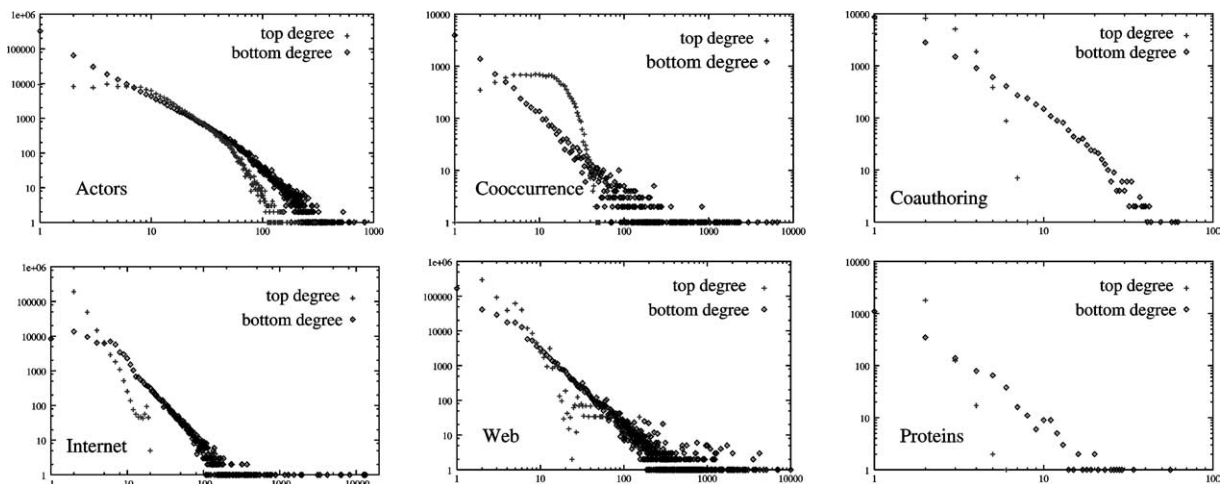 1e+06
100000
10000
1000
100
10
1
1 10 100 1000
top degree +
bottom degree ◇
Actors
10000
1000
100
10
1
1 10 100 1000 10000
top degree +
bottom degree ◇
Cooccurrence
10000
1000
100
10
1
1 10 100
top degree +
bottom degree ◇
Coauthoring
1e+06
100000
10000
1000
100
10
1
1 10 100 1000 10000
top degree +
bottom degree ◇
Internet
1e+06
100000
10000
1000
100
10
1
1 10 100 1000 10000
top degree +
bottom degree ◇
Web
10000
1000
100
10
1
1 10 100
top degree +
bottom degree ◇
Proteins